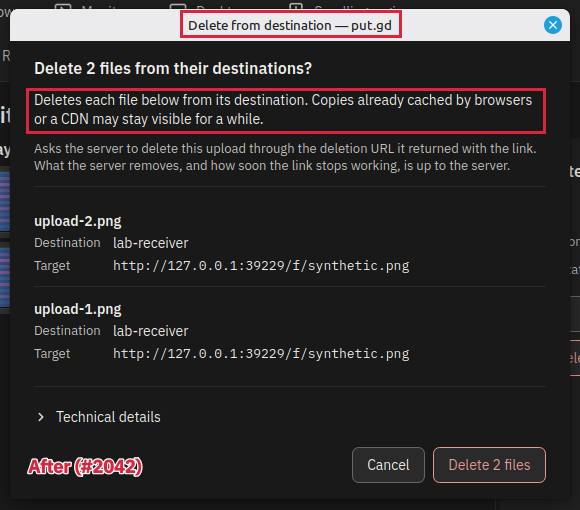 Delete from destination — put.gd
Delete 2 files from their destinations?
Deletes each file below from its destination. Copies already cached by browsers
or a CDN may stay visible for a while.
Asks the server to delete this upload through the deletion URL it returned with the link.
What the server removes, and how soon the link stops working, is up to the server.
upload-2.png
Destination lab-receiver
Target http://127.0.0.1:39229/f/synthetic.png
upload-1.png
Destination lab-receiver
Target http://127.0.0.1:39229/f/synthetic.png
Technical details
After (#2042)
Cancel
Delete 2 files